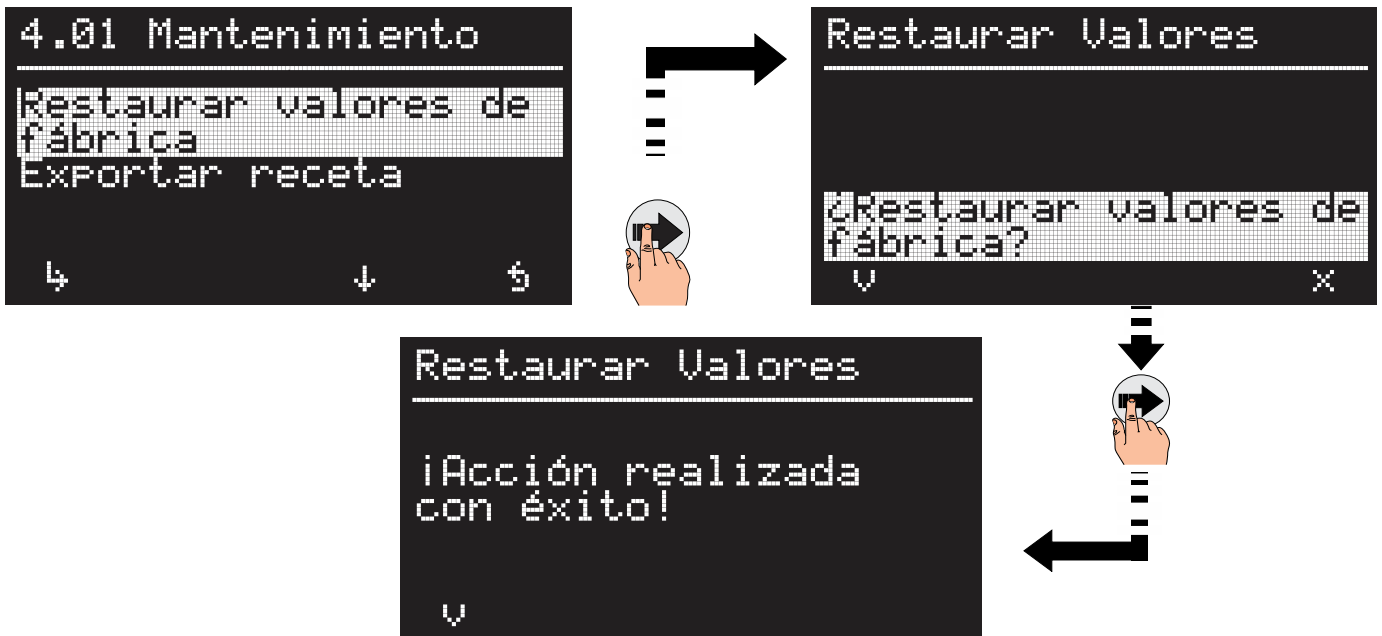 4.01 Mantenimiento
Restaurar valores de
fábrica
Exportar receta
Restaurar Valores
¿Restaurar valores de
fábrica?
V X
Restaurar Valores
¡Acción realizada
con éxito!
V